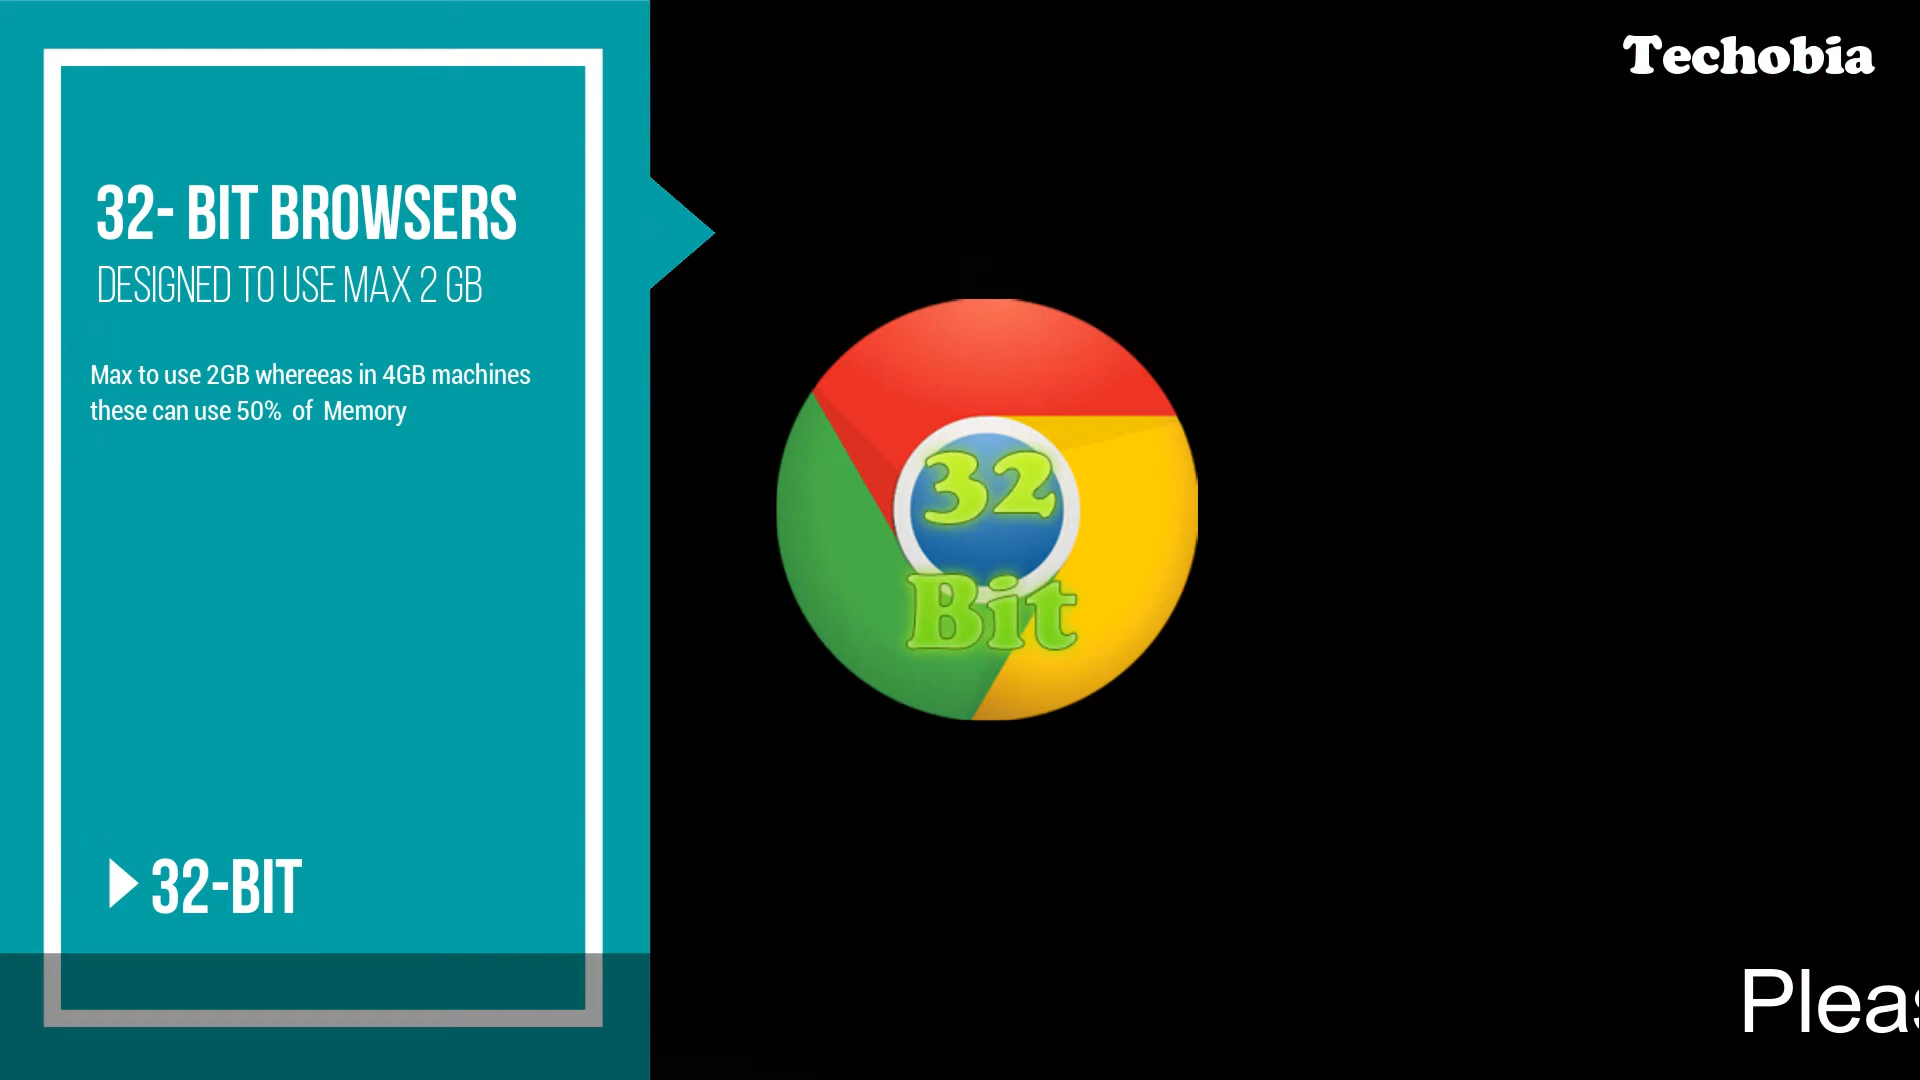 Techobia
32- BIT BROWSERS
DESIGNED TO USE MAX 2 GB
Max to use 2GB whereeas in 4GB machines
these can use 50% of Memory
32
Bit
32-BIT
Pleas